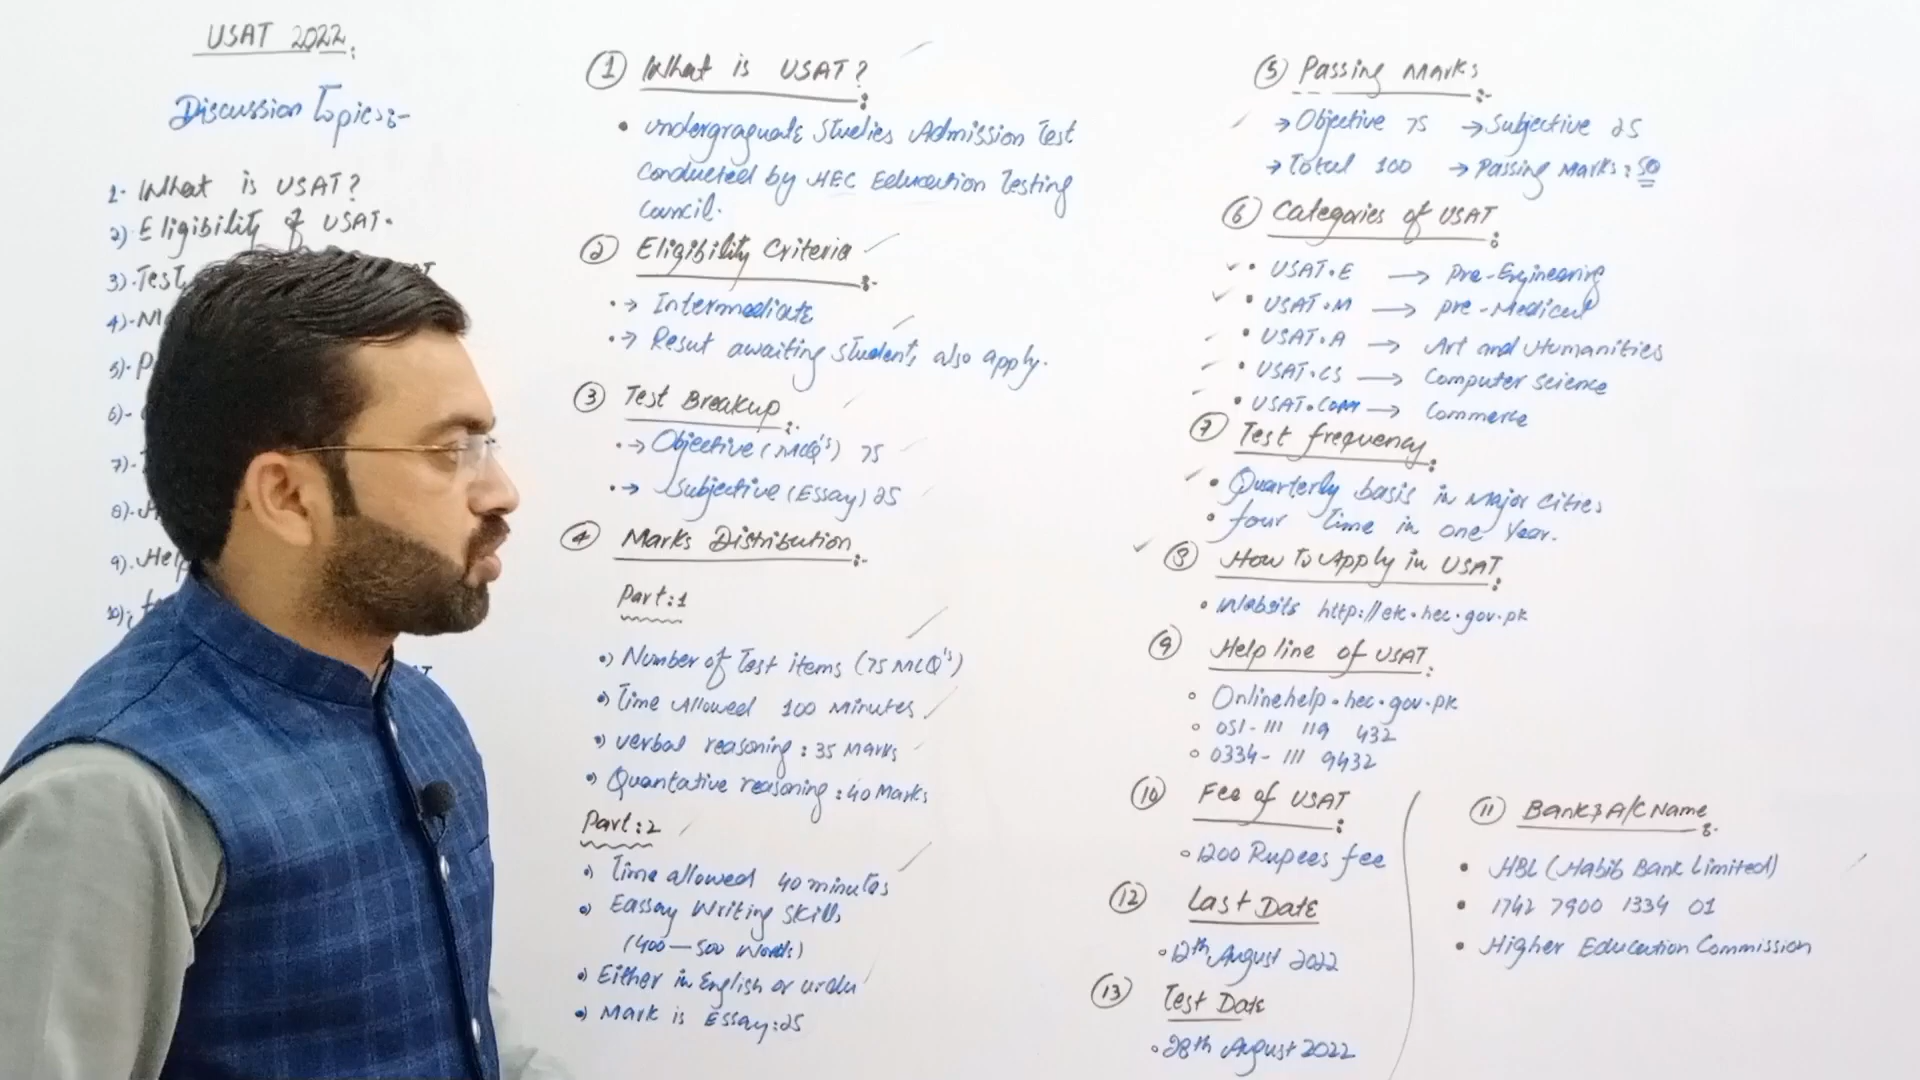 USAT 2022:
Discussion Topics:-
1- What is USAT?
2) Eligibility of USAT.
3). Test
4)-
5)-
6)-
7)-
8)-
9). Help
10);
① What is USAT?
• undergraguate Studies Admission Test
Conducted by HEC Education Testing
Council.
② Eligibility Criteria
•→ Intermediate
•→ Resut awaiting Students also apply.
③ Test Breakup
•→ Objective (MCQ's) 75
•→ Subjective (Essay) 25
④ Marks Distribution
Part:1
•) Number of Test items (75 MCQ's)
•) Time Allowed 100 Minutes
•) verbal reasoning : 35 Marks
•) Quantative reasoning : 40 Marks
Part:2
•) Time allowed 40 minutes
•) Eassay Writing Skills
(400 — 500 Words)
•) Either in English or urdu
•) Mark is Essay:25
⑤ Passing Marks
→ Objective 75 → Subjective 25
→ Total 100 → Passing Marks: 50
⑥ Categories of USAT
• USAT.E → Pre-Engineering
• USAT.M → Pre-Medical
• USAT.A → Art and Humanities
• USAT.CS → Computer Science
• USAT.Com → Commerce
⑦ Test frequency
• Quarterly basis in Major Cities
• four Time in one Year.
⑧ How To Apply in USAT
• Website http://etc.hec.gov.pk
⑨ Help line of USAT
◦ Onlinehelp.hec.gov.pk
◦ 051-111 119 432
◦ 0334-111 9432
⑩ Fee of USAT
◦ 1200 Rupees fee
⑪ Bank & A/C Name
• HBL (Habib Bank Limited)
• 1742 7900 1334 01
• Higher Education Commission
⑫ Last Date
◦ 12th August 2022
⑬ Test Date
◦ 28th August 2022